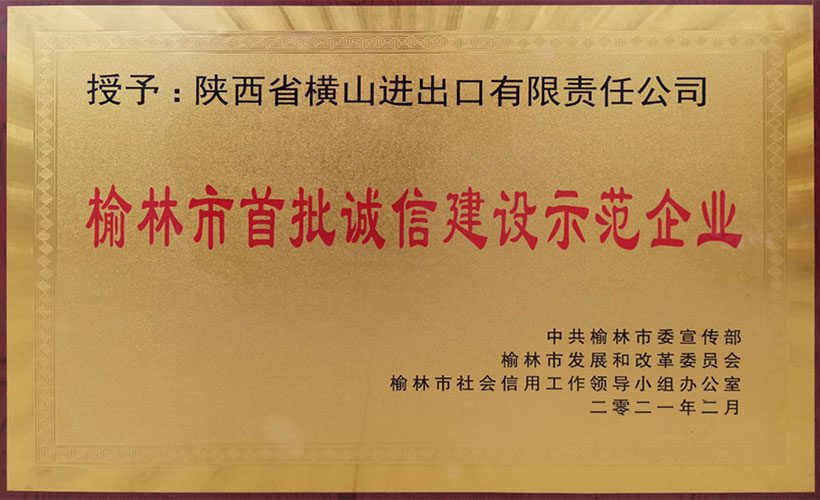 授予：陕西省横山进出口有限责任公司
榆林市首批诚信建设示范企业
中共榆林市委宣传部
榆林市发展和改革委员会
榆林市社会信用工作领导小组办公室
二零二一年二月